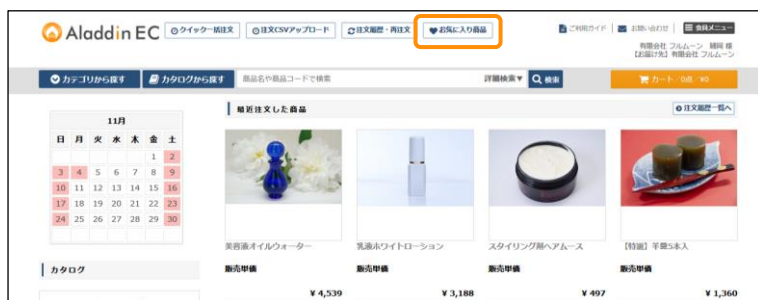 Aladdin EC
クイック一括注文
注文CSVアップロード
注文履歴・再注文
お気に入り商品
ご利用ガイド
お問い合わせ
会員メニュー
有限会社 フルムーン 細岡 様
【お届け先】有限会社 フルムーン
カテゴリから探す
カタログから探す
商品名や商品コードで検索
詳細検索▼
検索
カート／0点／¥0
11月
日 月 火 水 木 金 土
1 2
3 4 5 6 7 8 9
10 11 12 13 14 15 16
17 18 19 20 21 22 23
24 25 26 27 28 29 30
カタログ
最近注文した商品
注文履歴一覧へ
美容液オイルウォーター
販売単価
¥ 4,539
乳液ホワイトローション
販売単価
¥ 3,188
スタイリング剤ヘアムース
販売単価
¥ 497
【特選】羊羹5本入
販売単価
¥ 1,360